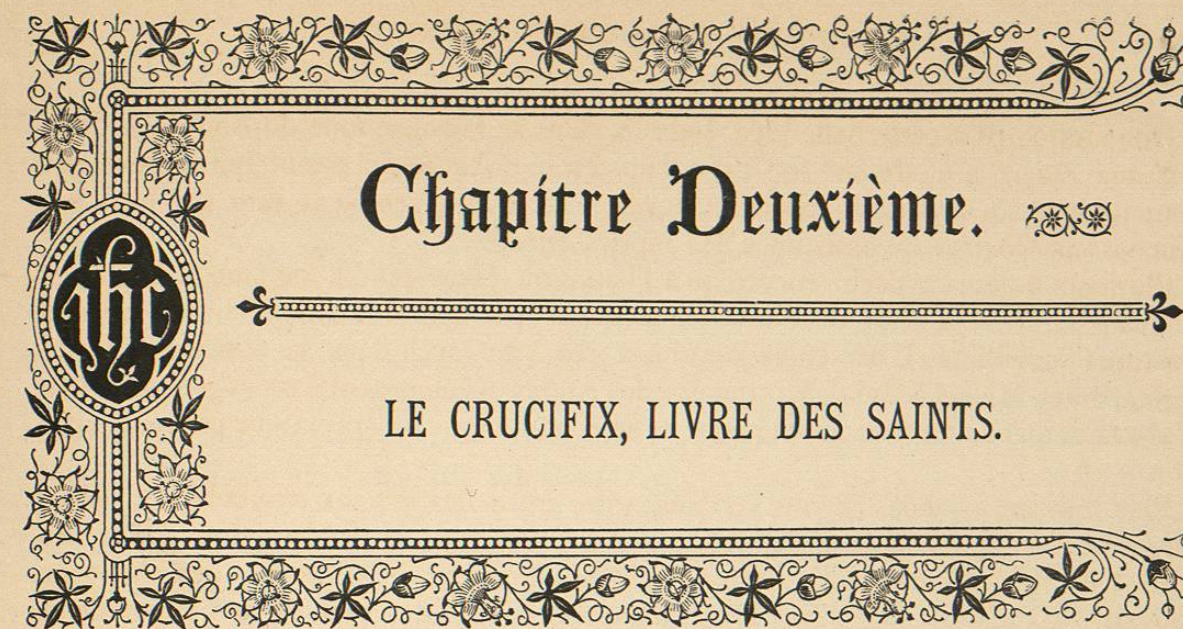 Chapitre Deuxième.
ihc
LE CRUCIFIX, LIVRE DES SAINTS.